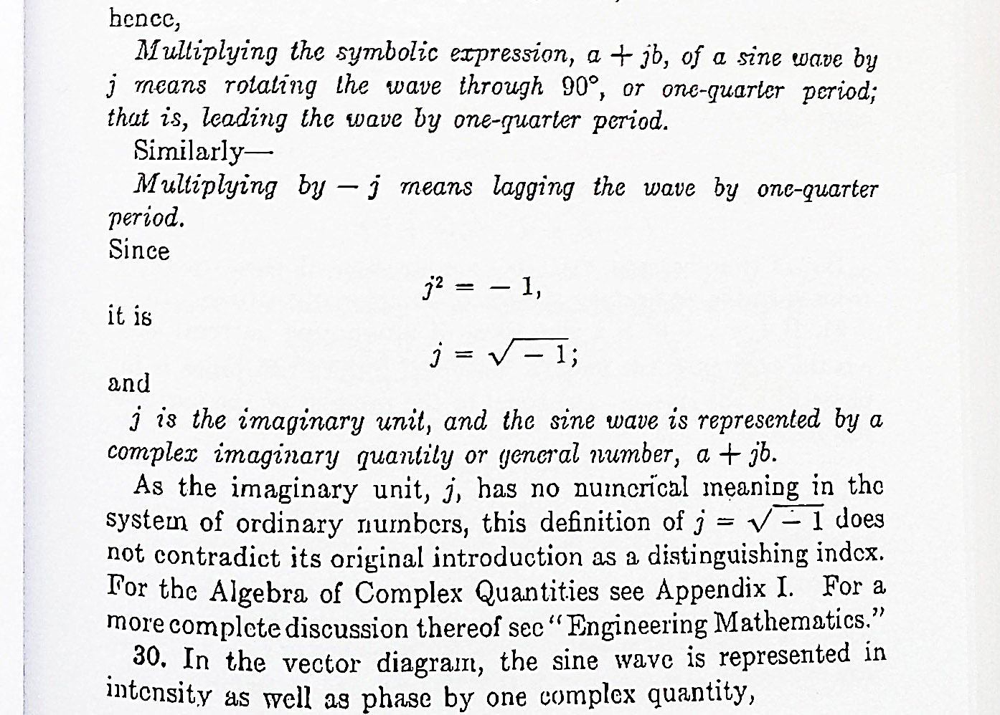 hence,
Multiplying the symbolic expression, a + jb, of a sine wave by
j means rotating the wave through 90°, or one-quarter period;
that is, leading the wave by one-quarter period.
Similarly—
Multiplying by – j means lagging the wave by one-quarter
period.
Since
j² = – 1,
it is
j = √– 1;
and
j is the imaginary unit, and the sine wave is represented by a
complex imaginary quantity or general number, a + jb.
As the imaginary unit, j, has no numerical meaning in the
system of ordinary numbers, this definition of j = √– 1 does
not contradict its original introduction as a distinguishing index.
For the Algebra of Complex Quantities see Appendix I. For a
more complete discussion thereof see “Engineering Mathematics.”
30. In the vector diagram, the sine wave is represented in
intensity as well as phase by one complex quantity,